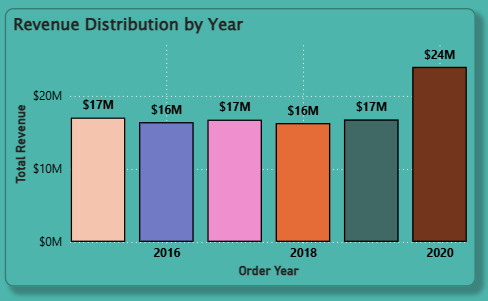 Revenue Distribution by Year
Total Revenue
$20M
$10M
$0M
$17M
$16M
$17M
$16M
$17M
$24M
2016
2018
2020
Order Year